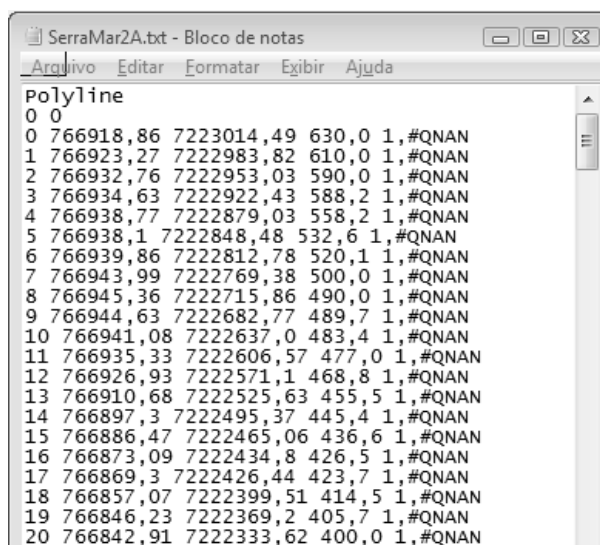 SerraMar2A.txt - Bloco de notas
Arquivo Editar Formatar Exibir Ajuda
Polyline
0 0
0 766918,86 7223014,49 630,0 1,#QNAN
1 766923,27 7222983,82 610,0 1,#QNAN
2 766932,76 7222953,03 590,0 1,#QNAN
3 766934,63 7222922,43 588,2 1,#QNAN
4 766938,77 7222879,03 558,2 1,#QNAN
5 766938,1 7222848,48 532,6 1,#QNAN
6 766939,86 7222812,78 520,1 1,#QNAN
7 766943,99 7222769,38 500,0 1,#QNAN
8 766945,36 7222715,86 490,0 1,#QNAN
9 766944,63 7222682,77 489,7 1,#QNAN
10 766941,08 7222637,0 483,4 1,#QNAN
11 766935,33 7222606,57 477,0 1,#QNAN
12 766926,93 7222571,1 468,8 1,#QNAN
13 766910,68 7222525,63 455,5 1,#QNAN
14 766897,3 7222495,37 445,4 1,#QNAN
15 766886,47 7222465,06 436,6 1,#QNAN
16 766873,09 7222434,8 426,5 1,#QNAN
17 766869,3 7222426,44 423,7 1,#QNAN
18 766857,07 7222399,51 414,5 1,#QNAN
19 766846,23 7222369,2 405,7 1,#QNAN
20 766842,91 7222333,62 400,0 1,#QNAN